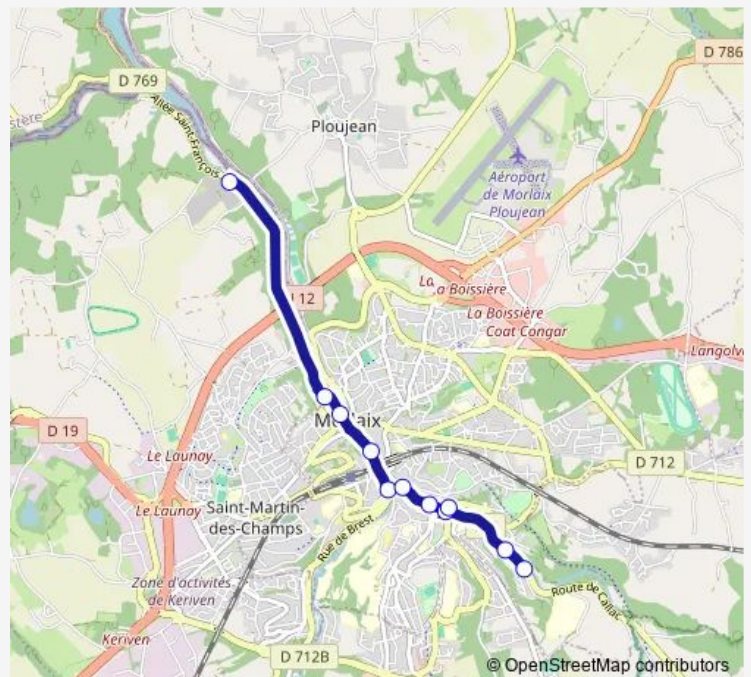 D 786
D 769
Allée Saint-François
stère
Ploujean
Aéroport
de Morlaix
Ploujean
La Boissière
12
La Boissière
Coat Congar
Langolv
D 19
Morlaix
Le Launay
D 712
Le Launay
Saint-Martin-
des-Champs
Rue de Brest
Zone d'activités
de Keriven
Route de Callac
Keriven
D 712B
© OpenStreetMap contributors